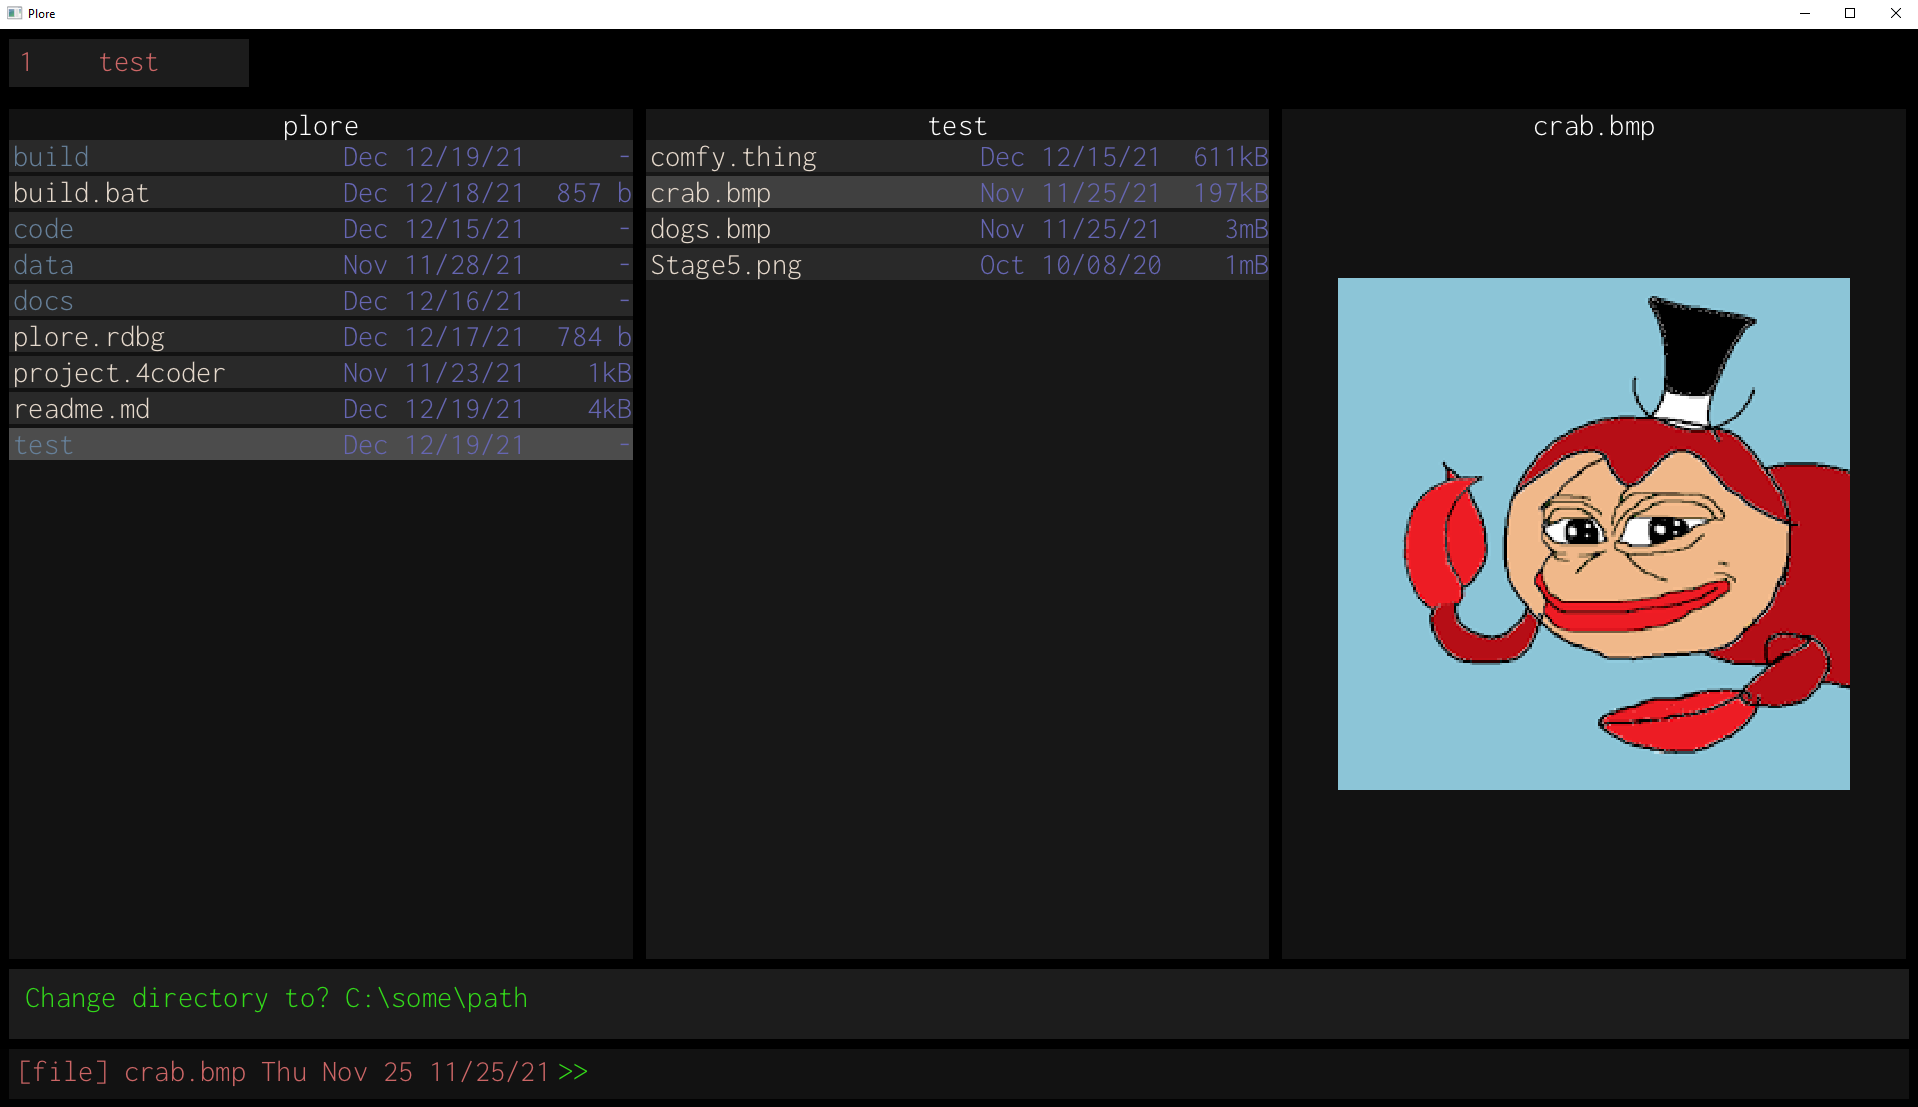 Plore
1 test
plore
build Dec 12/19/21 -
build.bat Dec 12/18/21 857 b
code Dec 12/15/21 -
data Nov 11/28/21 -
docs Dec 12/16/21 -
plore.rdbg Dec 12/17/21 784 b
project.4coder Nov 11/23/21 1kB
readme.md Dec 12/19/21 4kB
test Dec 12/19/21 -
test
comfy.thing Dec 12/15/21 611kB
crab.bmp Nov 11/25/21 197kB
dogs.bmp Nov 11/25/21 3mB
Stage5.png Oct 10/08/20 1mB
crab.bmp
Change directory to? C:\some\path
[file] crab.bmp Thu Nov 25 11/25/21 >>